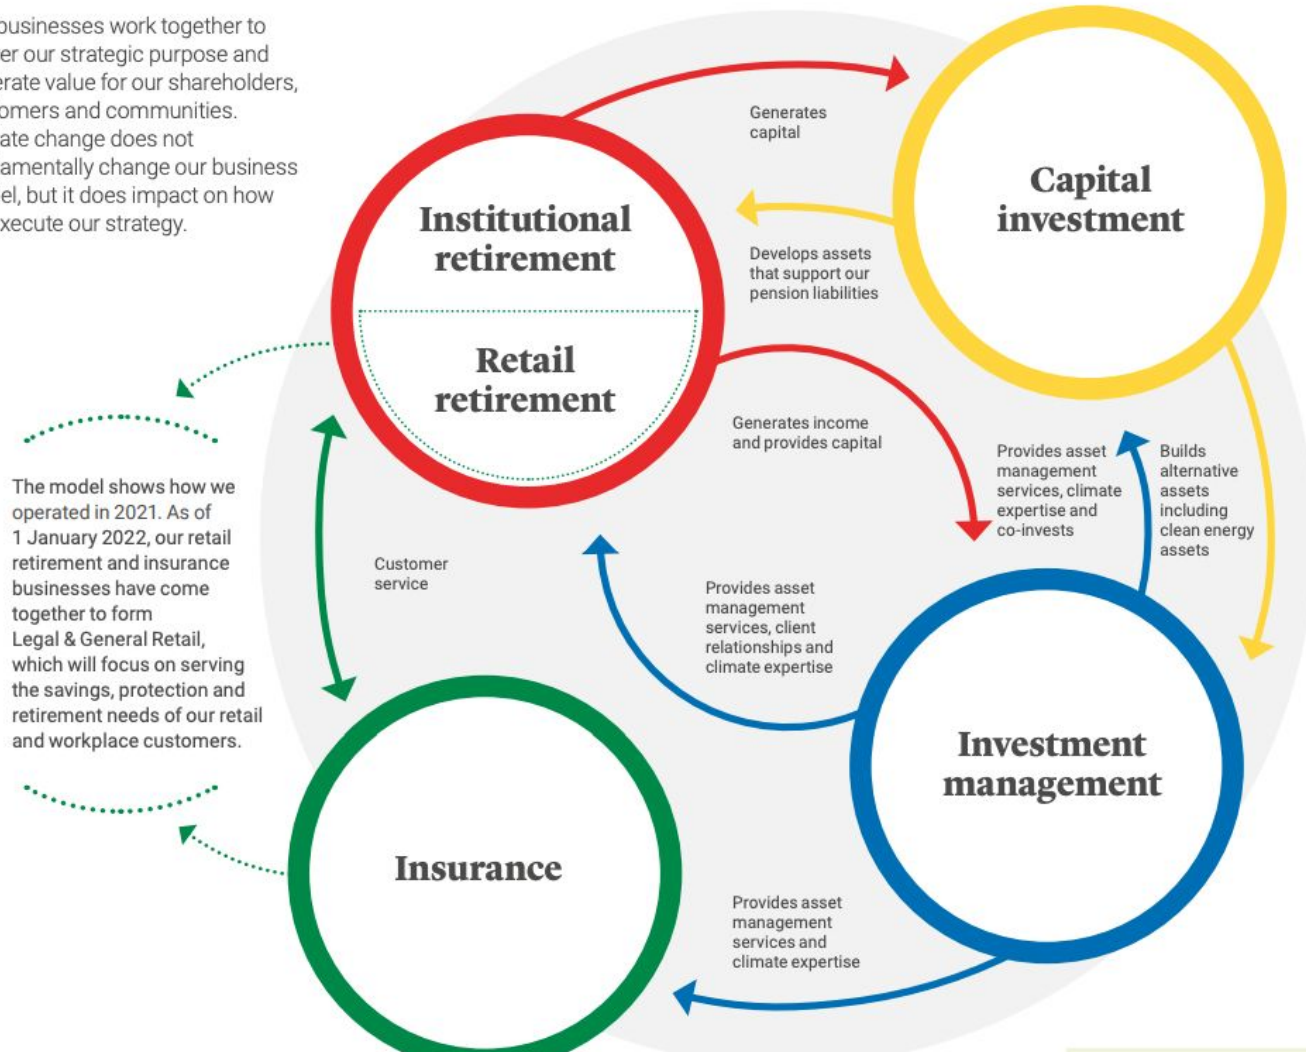 businesses work together to
er our strategic purpose and
erate value for our shareholders,
omers and communities.
ate change does not
amentally change our business
el, but it does impact on how
xecute our strategy.
Generates
capital
Capital
investment
Institutional
retirement
Develops assets
that support our
pension liabilities
Retail
retirement
Generates income
and provides capital
Provides asset
management
services, climate
expertise and
co-invests
Builds
alternative
assets
including
clean energy
assets
The model shows how we
operated in 2021. As of
1 January 2022, our retail
retirement and insurance
businesses have come
together to form
Legal & General Retail,
which will focus on serving
the savings, protection and
retirement needs of our retail
and workplace customers.
Customer
service
Provides asset
management
services, client
relationships and
climate expertise
Investment
management
Insurance
Provides asset
management
services and
climate expertise